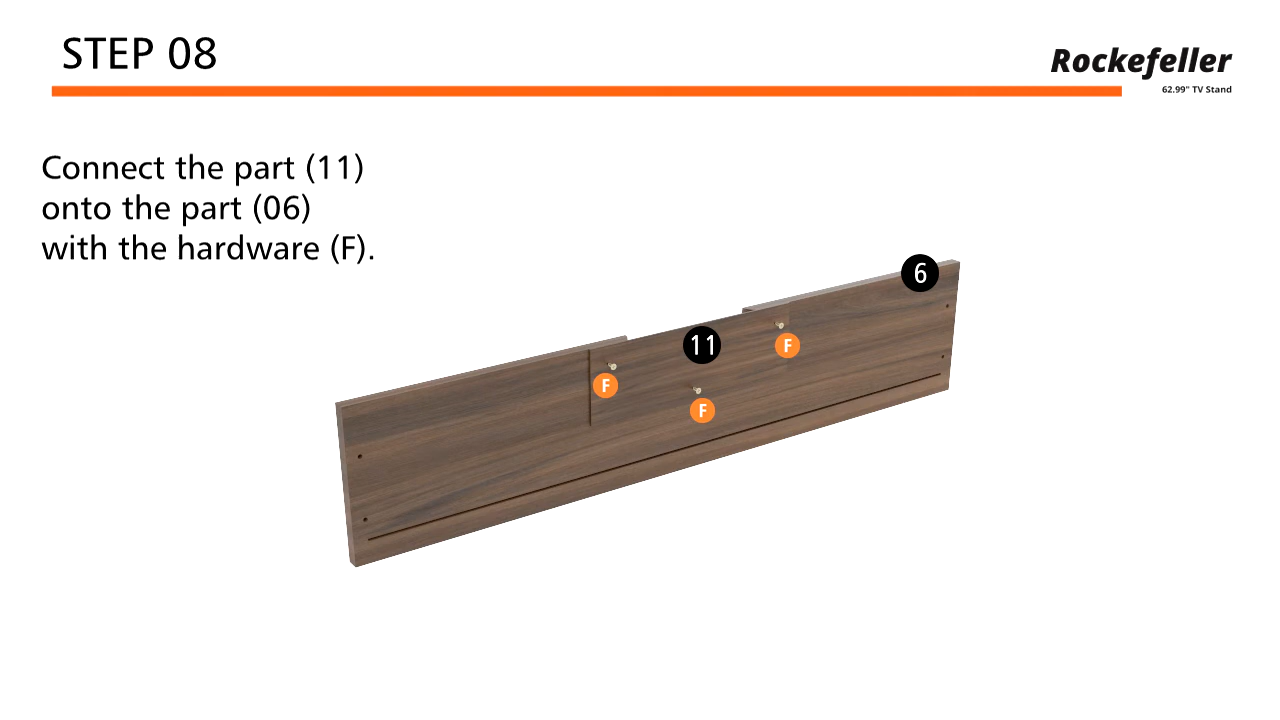 STEP 08
Rockefeller
62.99" TV Stand
Connect the part (11)
onto the part (06)
with the hardware (F).
6
11
F
F
F